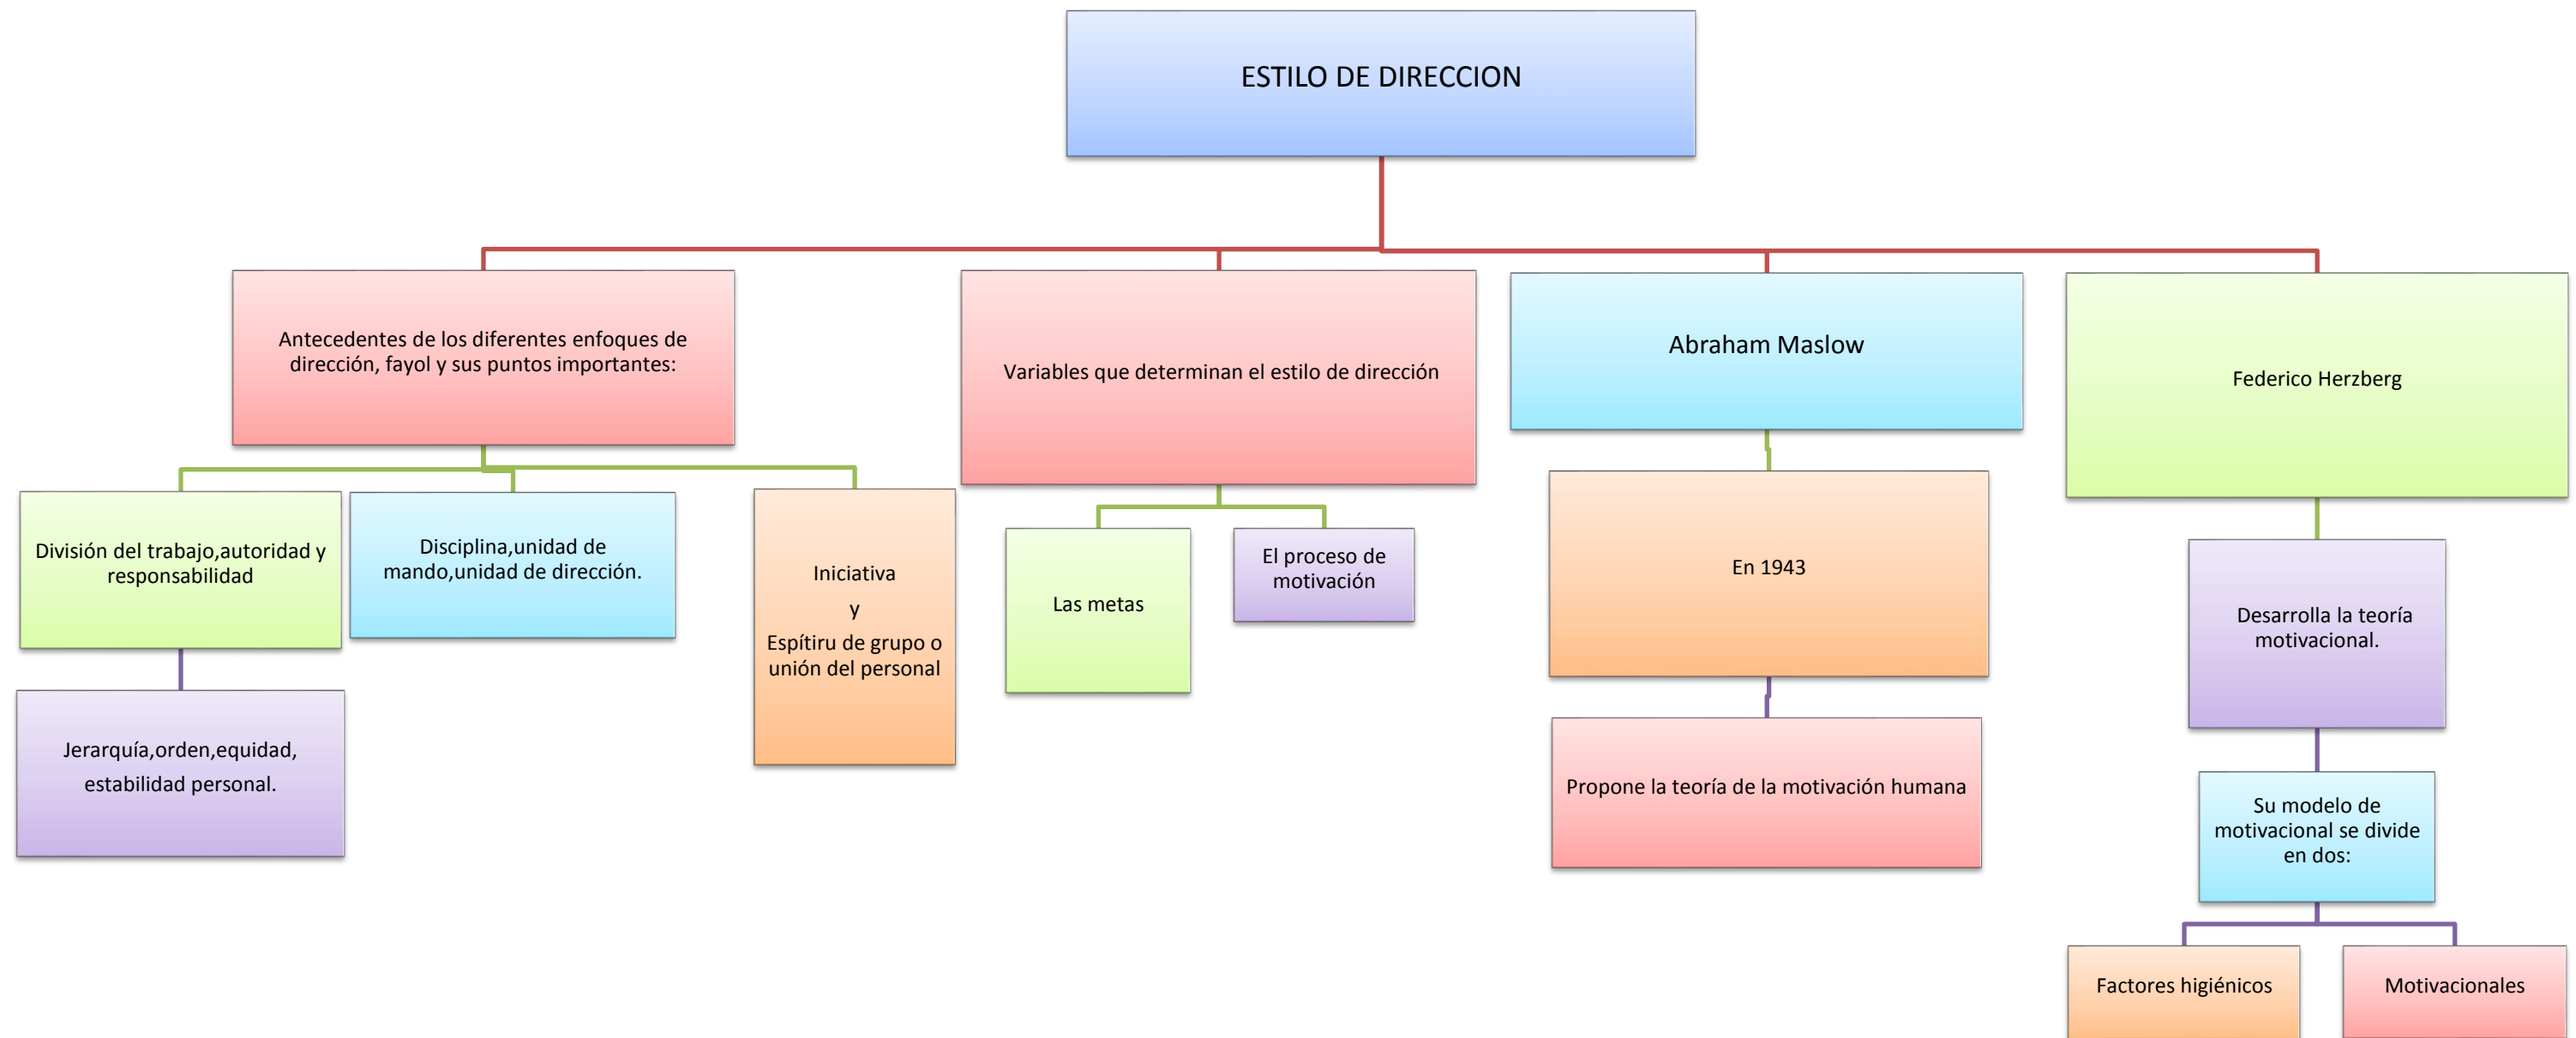 ESTILO DE DIRECCION
Antecedentes de los diferentes enfoques de
dirección, fayol y sus puntos importantes:
Variables que determinan el estilo de dirección
Abraham Maslow
Federico Herzberg
División del trabajo,autoridad y
responsabilidad
Disciplina,unidad de
mando,unidad de dirección.
Iniciativa
y
Espítiru de grupo o
unión del personal
Las metas
El proceso de
motivación
En 1943
Desarrolla la teoría
motivacional.
Jerarquía,orden,equidad,
estabilidad personal.
Propone la teoría de la motivación humana
Su modelo de
motivacional se divide
en dos:
Factores higiénicos
Motivacionales